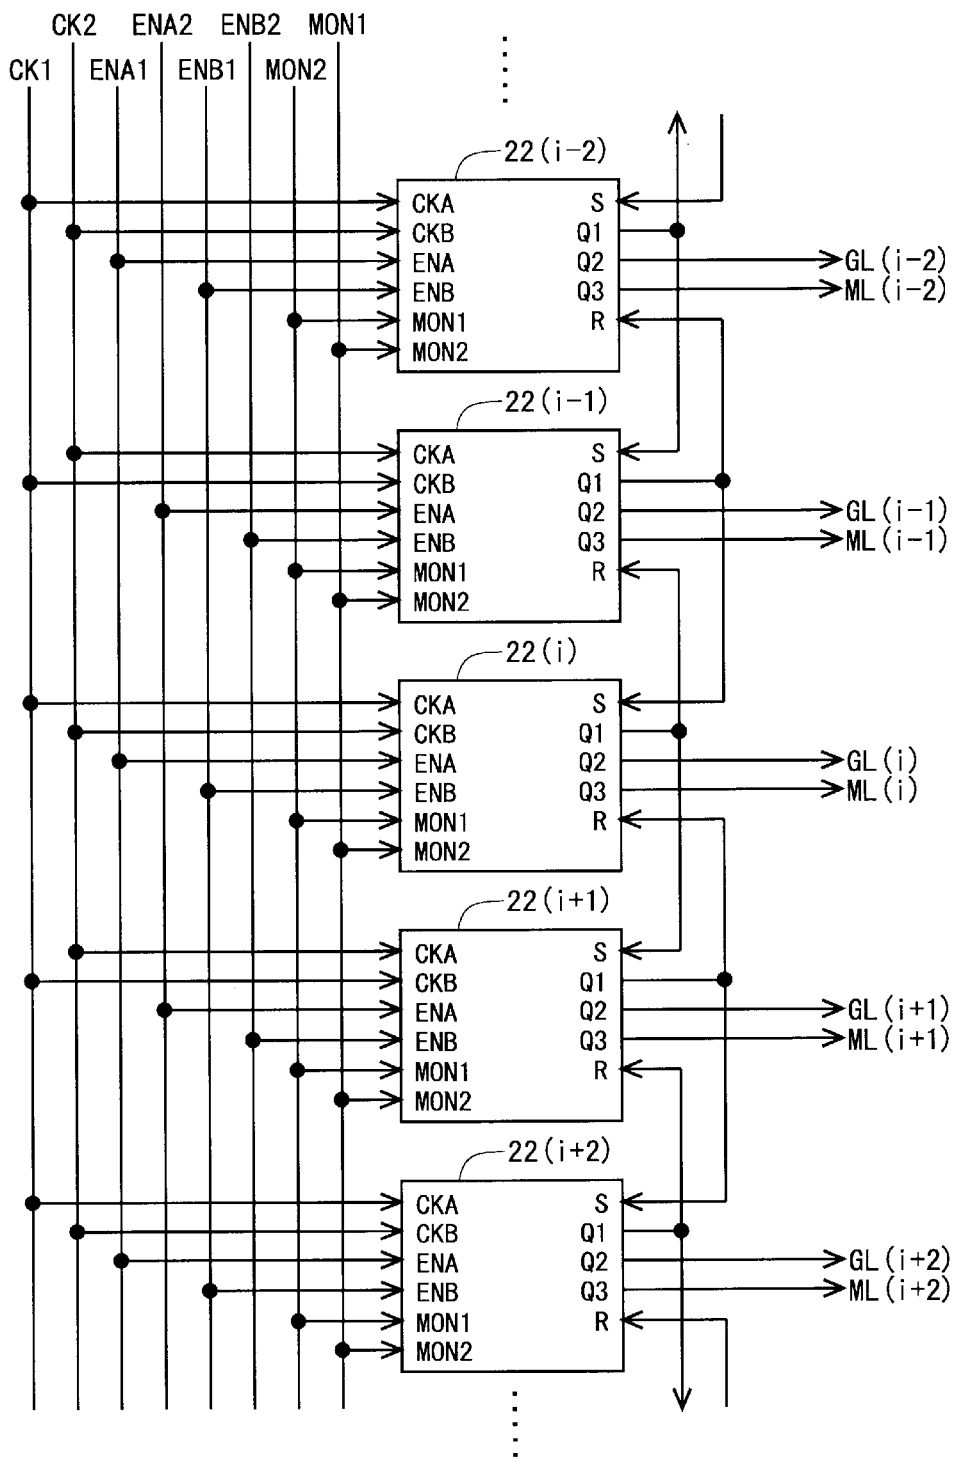 CK2 ENA2 ENB2 MON1
CK1 ENA1 ENB1 MON2
22(i-2)
CKA S
CKB Q1
ENA Q2 GL(i-2)
ENB Q3 ML(i-2)
MON1 R
MON2
22(i-1)
CKA S
CKB Q1
ENA Q2 GL(i-1)
ENB Q3 ML(i-1)
MON1 R
MON2
22(i)
CKA S
CKB Q1
ENA Q2 GL(i)
ENB Q3 ML(i)
MON1 R
MON2
22(i+1)
CKA S
CKB Q1
ENA Q2 GL(i+1)
ENB Q3 ML(i+1)
MON1 R
MON2
22(i+2)
CKA S
CKB Q1
ENA Q2 GL(i+2)
ENB Q3 ML(i+2)
MON1 R
MON2